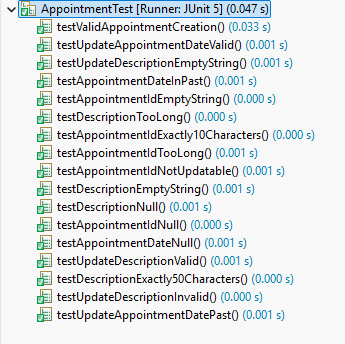 AppointmentTest [Runner: JUnit 5] (0.047 s)
testValidAppointmentCreation() (0.033 s)
testUpdateAppointmentDateValid() (0.001 s)
testUpdateDescriptionEmptyString() (0.001 s)
testAppointmentDateInPast() (0.001 s)
testAppointmentIdEmptyString() (0.000 s)
testDescriptionTooLong() (0.000 s)
testAppointmentIdExactly10Characters() (0.000 s)
testAppointmentIdTooLong() (0.001 s)
testAppointmentIdNotUpdatable() (0.001 s)
testDescriptionEmptyString() (0.001 s)
testDescriptionNull() (0.001 s)
testAppointmentIdNull() (0.000 s)
testAppointmentDateNull() (0.001 s)
testUpdateDescriptionValid() (0.001 s)
testDescriptionExactly50Characters() (0.000 s)
testUpdateDescriptionInvalid() (0.000 s)
testUpdateAppointmentDatePast() (0.001 s)